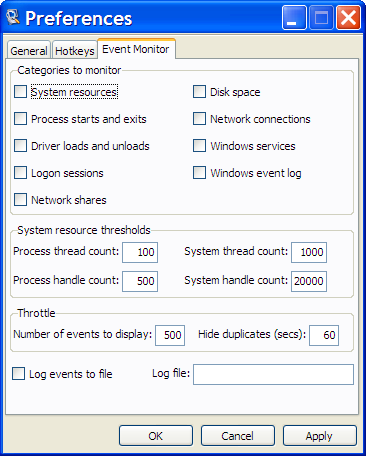 Preferences
General Hotkeys Event Monitor
Categories to monitor
System resources Disk space
Process starts and exits Network connections
Driver loads and unloads Windows services
Logon sessions Windows event log
Network shares
System resource thresholds
Process thread count: 100 System thread count: 1000
Process handle count: 500 System handle count: 20000
Throttle
Number of events to display: 500 Hide duplicates (secs): 60
Log events to file Log file:
OK Cancel Apply